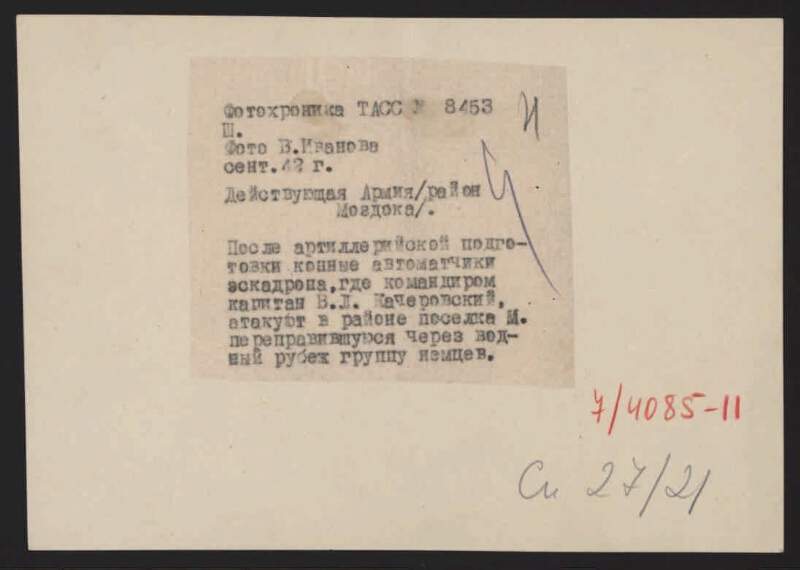 Фотохроника ТАСС № 8453
Ш.
Фото В.Иванова
сент.42 г.
Действующая Армия/район
Моздока/.
После артиллерийской подго-
товки конные автоматчики
эскадрона,где командиром
капитан В.Л. Качеровский,
атакуют в районе поселка М.
переправившуюся через вод-
ный рубеж группу немцев.
7/4085-11
Сп 27/21